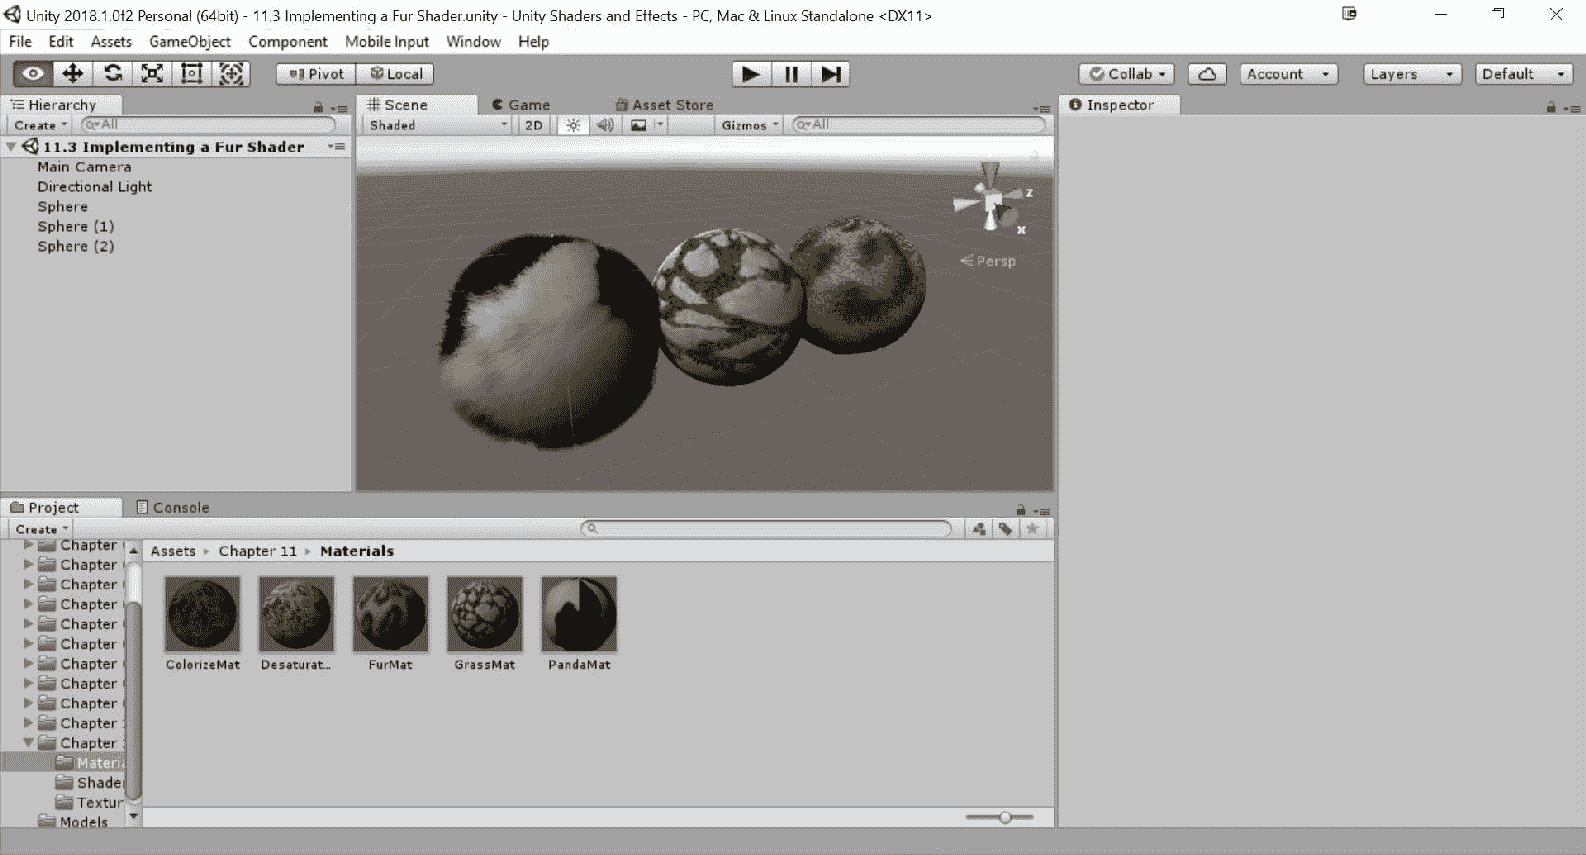 Unity 2018.1.0f2 Personal (64bit) - 11.3 Implementing a Fur Shader.unity - Unity Shaders and Effects - PC, Mac & Linux Standalone <DX11>
File Edit Assets GameObject Component Mobile Input Window Help
Pivot Local Collab Account Layers Default
Hierarchy
Create All
11.3 Implementing a Fur Shader
Main Camera
Directional Light
Sphere
Sphere (1)
Sphere (2)
Scene Game Asset Store
Shaded 2D Gizmos All
z
x
Persp
Inspector
Project Console
Create
Chapter
Chapter
Chapter
Chapter
Chapter
Chapter
Chapter
Chapter
Chapter
Chapter
Chapter
Materia
Shade
Textur
Models
Assets Chapter 11 Materials
ColorizeMat Desaturat... FurMat GrassMat PandaMat